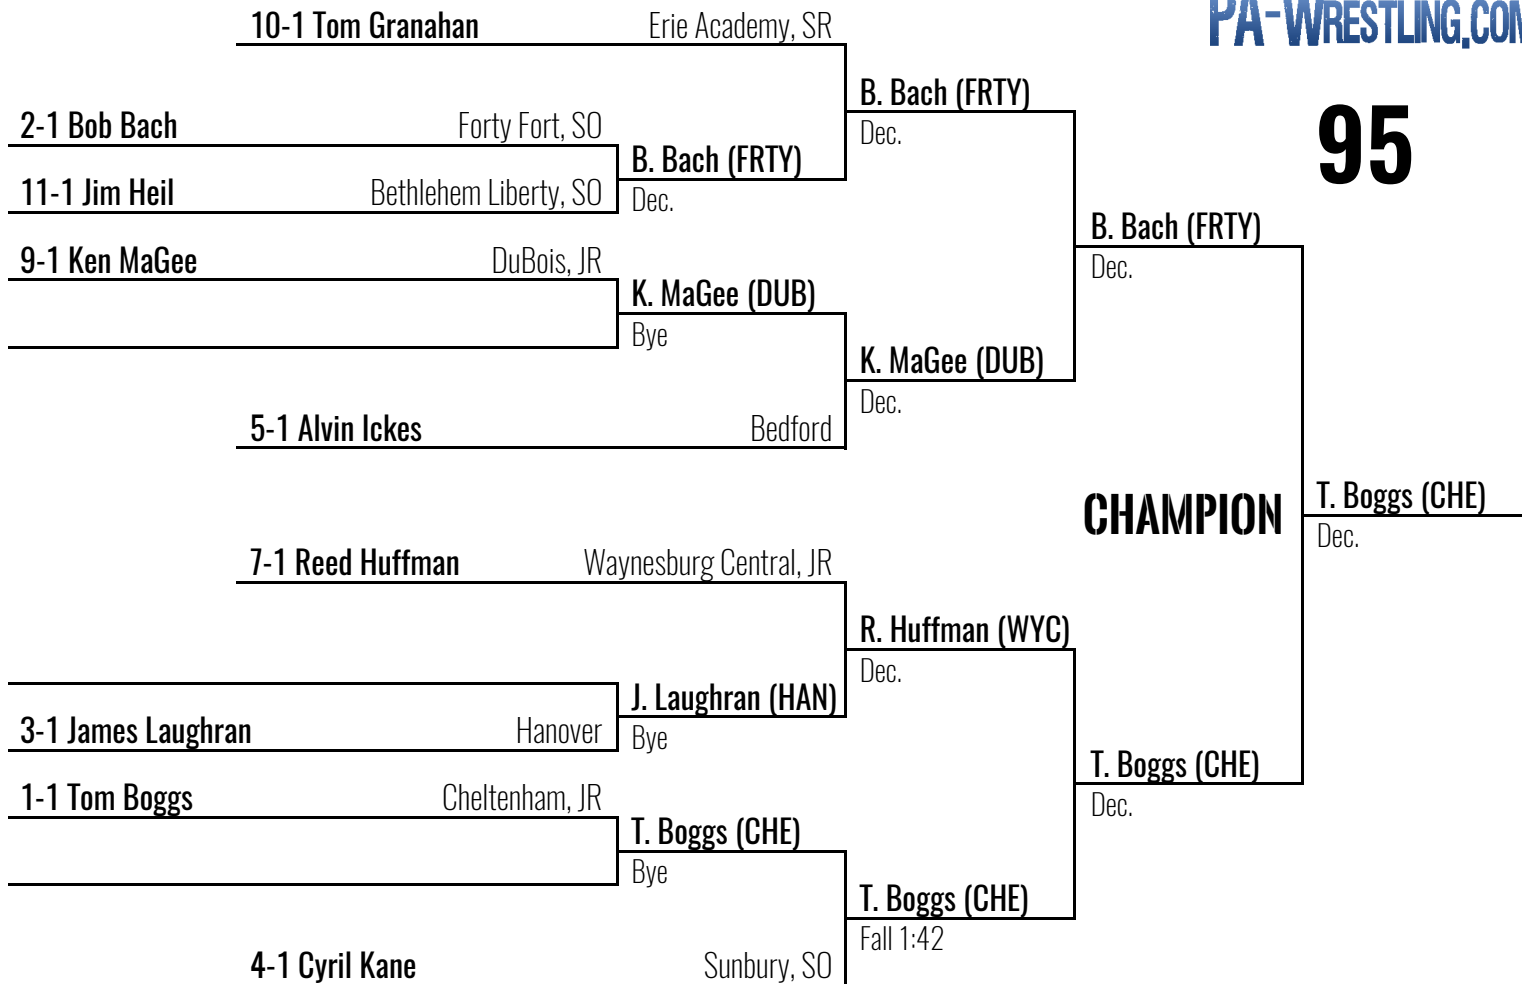 PA-WRESTLING.COM
95
10-1 Tom Granahan Erie Academy, SR
B. Bach (FRTY)
Dec.
2-1 Bob Bach Forty Fort, SO
B. Bach (FRTY)
Dec.
11-1 Jim Heil Bethlehem Liberty, SO
B. Bach (FRTY)
Dec.
9-1 Ken MaGee DuBois, JR
K. MaGee (DUB)
Bye
K. MaGee (DUB)
Dec.
5-1 Alvin Ickes Bedford
CHAMPION
T. Boggs (CHE)
Dec.
7-1 Reed Huffman Waynesburg Central, JR
R. Huffman (WYC)
Dec.
J. Laughran (HAN)
Bye
3-1 James Laughran Hanover
T. Boggs (CHE)
Dec.
1-1 Tom Boggs Cheltenham, JR
T. Boggs (CHE)
Bye
T. Boggs (CHE)
Fall 1:42
4-1 Cyril Kane Sunbury, SO